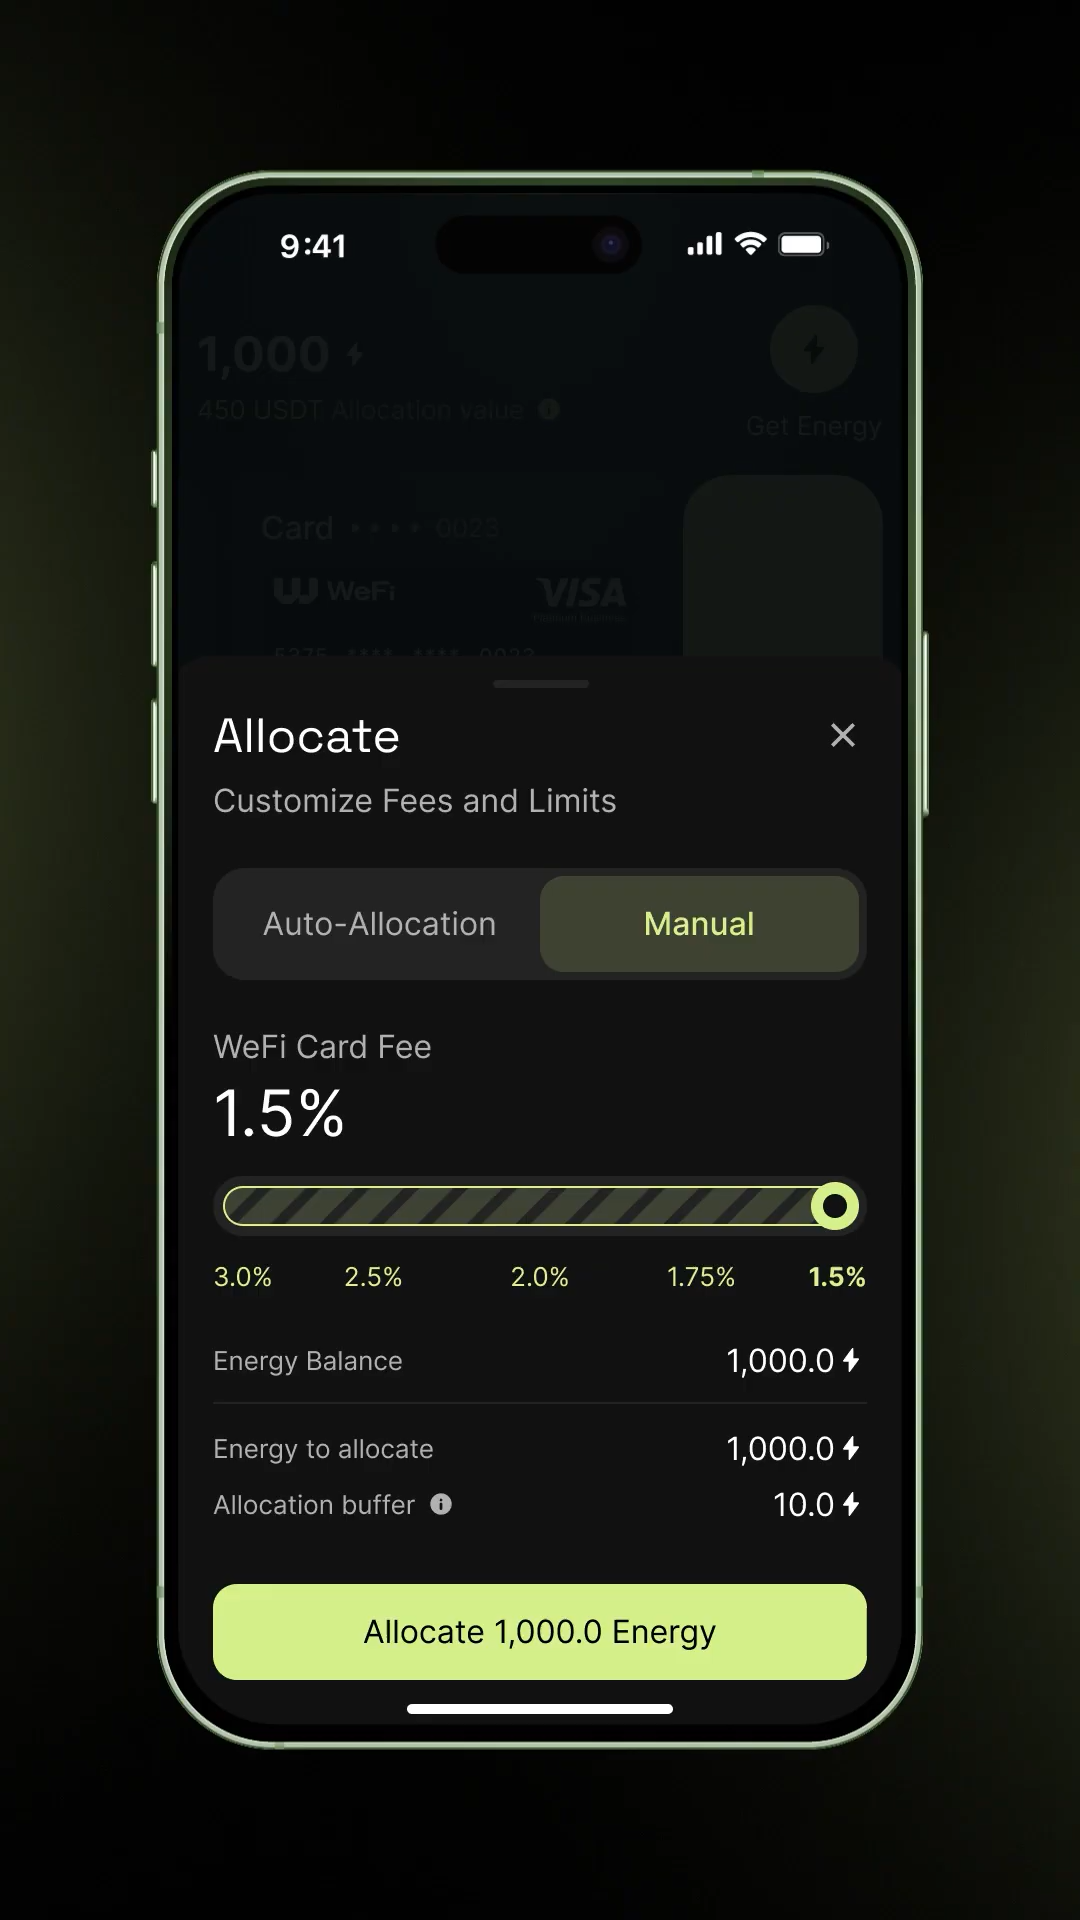 9:41
1,000
450 USDT Allocation value
Get Energy
Card • • • • 0023
WeFi
VISA
5375 **** **** 0023
Allocate
Customize Fees and Limits
Auto-Allocation
Manual
WeFi Card Fee
1.5%
3.0% 2.5% 2.0% 1.75% 1.5%
Energy Balance 1,000.0
Energy to allocate 1,000.0
Allocation buffer 10.0
Allocate 1,000.0 Energy